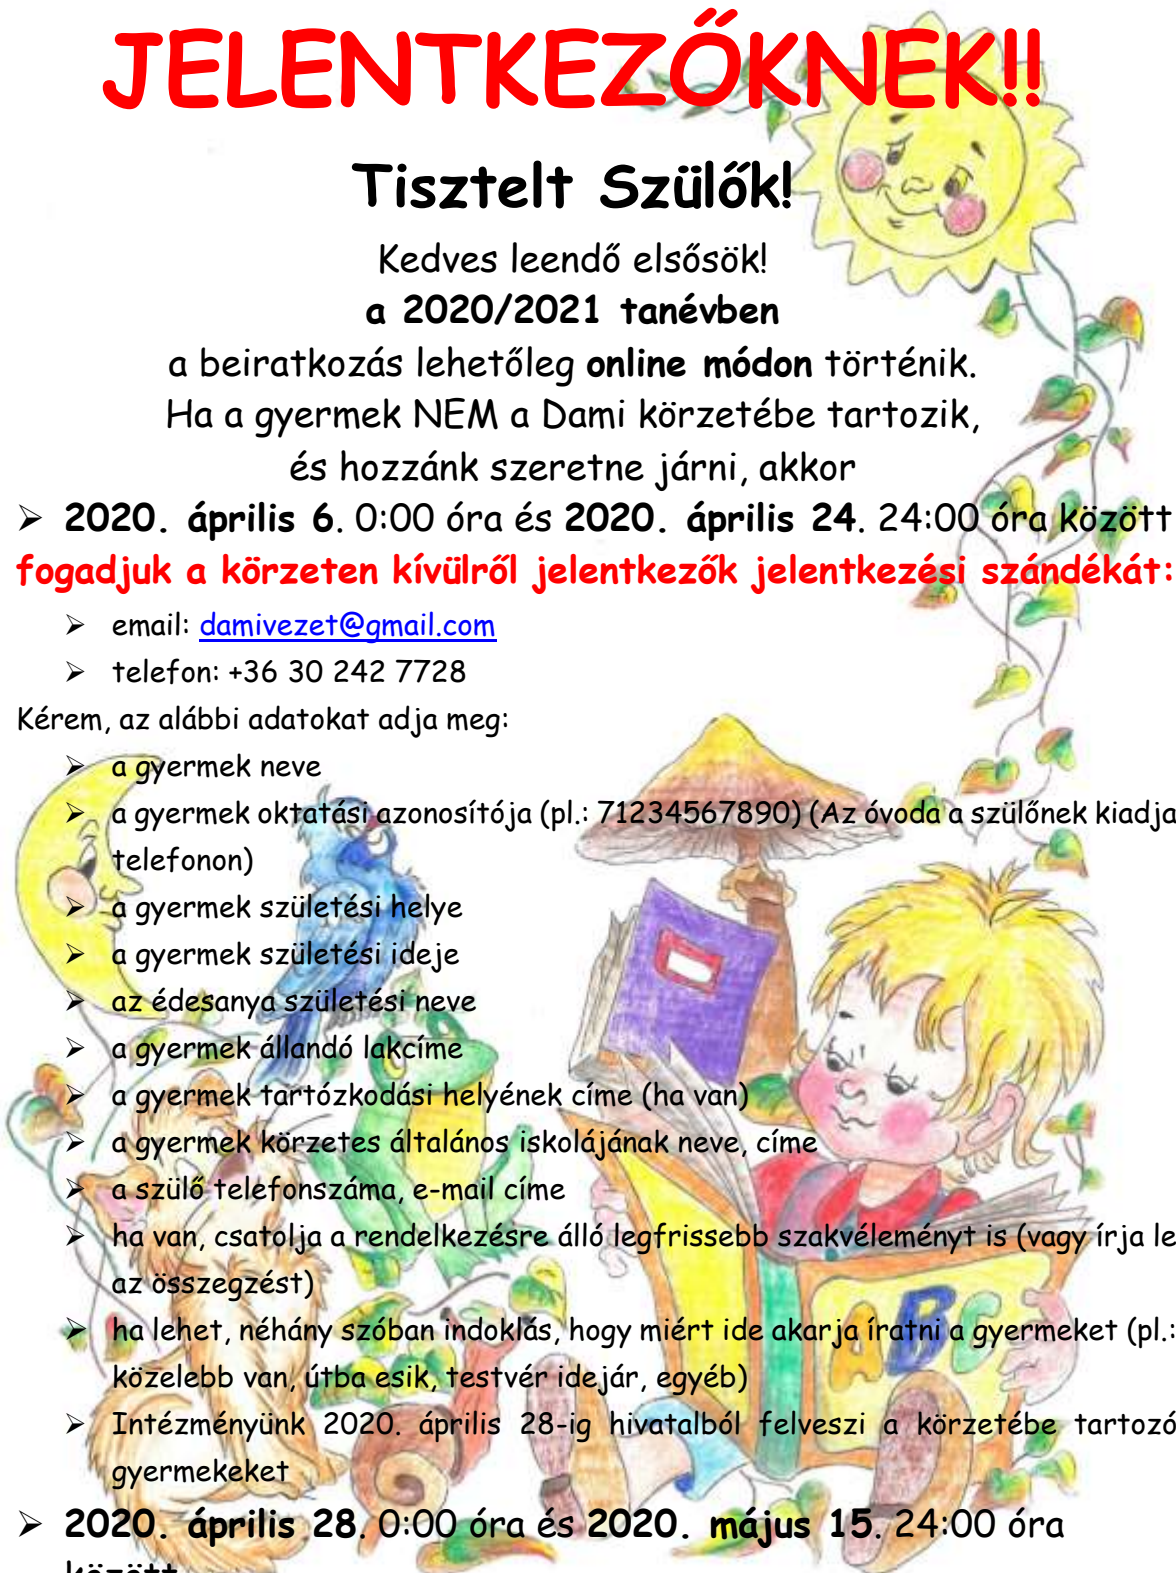 JELENTKEZŐKNEK!!
Tisztelt Szülők!
Kedves leendő elsősök!
a 2020/2021 tanévben
a beiratkozás lehetőleg online módon történik.
Ha a gyermek NEM a Dami körzetébe tartozik,
és hozzánk szeretne járni, akkor
➢ 2020. április 6. 0:00 óra és 2020. április 24. 24:00 óra között
fogadjuk a körzeten kívülről jelentkezők jelentkezési szándékát:
➢ email: damivezet@gmail.com
➢ telefon: +36 30 242 7728
Kérem, az alábbi adatokat adja meg:
➢ a gyermek neve
➢ a gyermek oktatási azonosítója (pl.: 71234567890) (Az óvoda a szülőnek kiadja
telefonon)
➢ a gyermek születési helye
➢ a gyermek születési ideje
➢ az édesanya születési neve
➢ a gyermek állandó lakcíme
➢ a gyermek tartózkodási helyének címe (ha van)
➢ a gyermek körzetes általános iskolájának neve, címe
➢ a szülő telefonszáma, e-mail címe
➢ ha van, csatolja a rendelkezésre álló legfrissebb szakvéleményt is (vagy írja le
az összegzést)
➢ ha lehet, néhány szóban indoklás, hogy miért ide akarja íratni a gyermeket (pl.:
közelebb van, útba esik, testvér idejár, egyéb)
➢ Intézményünk 2020. április 28-ig hivatalból felveszi a körzetébe tartozó
gyermekeket
➢ 2020. április 28. 0:00 óra és 2020. május 15. 24:00 óra
között
ABC